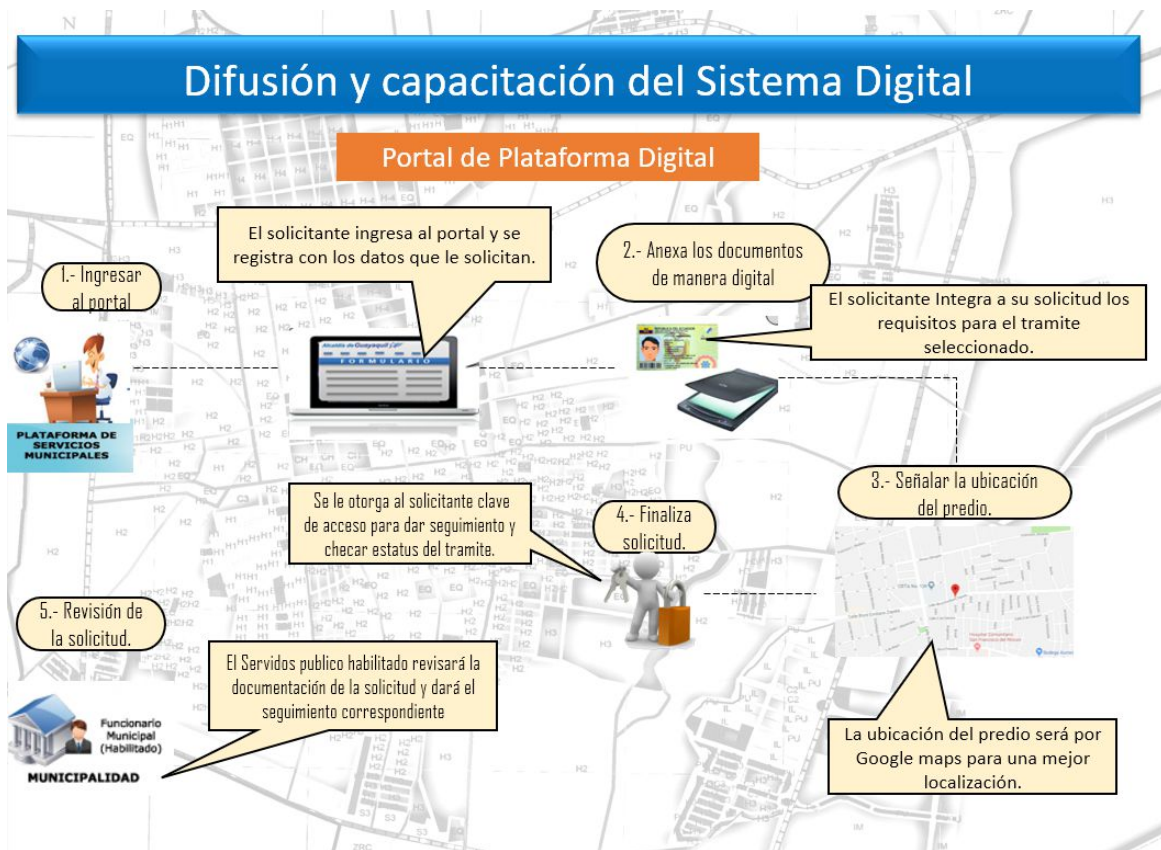 Difusión y capacitación del Sistema Digital
Portal de Plataforma Digital
1.- Ingresar
al portal
PLATAFORMA DE
SERVICIOS
MUNICIPALES
El solicitante ingresa al portal y se
registra con los datos que le solicitan.
Alcaldía de Guayaquil
FORMULARIO
2.- Anexa los documentos
de manera digital
El solicitante Integra a su solicitud los
requisitos para el tramite
seleccionado.
3.- Señalar la ubicación
del predio.
La ubicación del predio será por
Google maps para una mejor
localización.
4.- Finaliza
solicitud.
Se le otorga al solicitante clave
de acceso para dar seguimiento y
checar estatus del tramite.
5.- Revisión de
la solicitud.
El Servidos publico habilitado revisará la
documentación de la solicitud y dará el
seguimiento correspondiente
Funcionario
Municipal
(Habilitado)
MUNICIPALIDAD